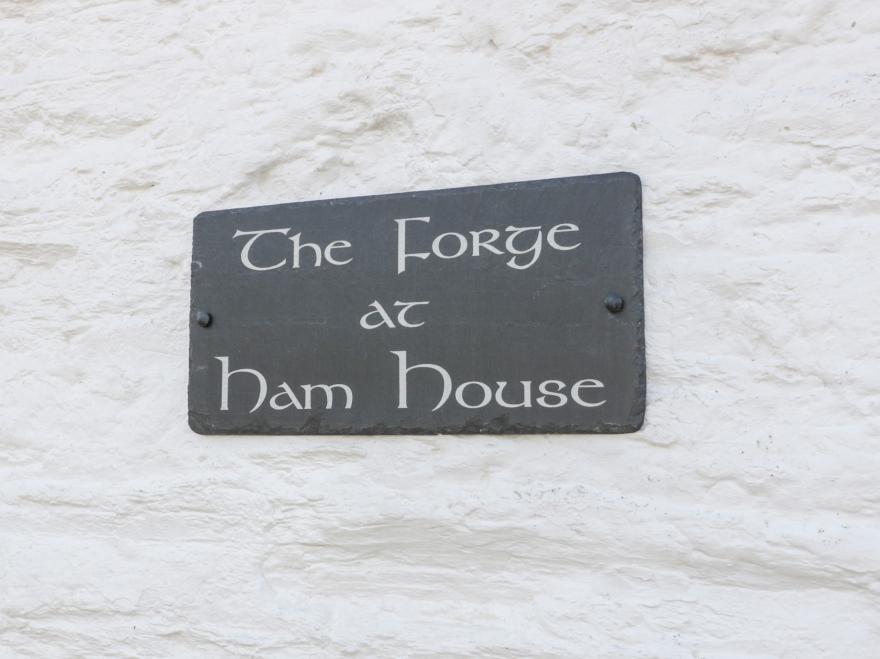 The Forge
at
Ham House